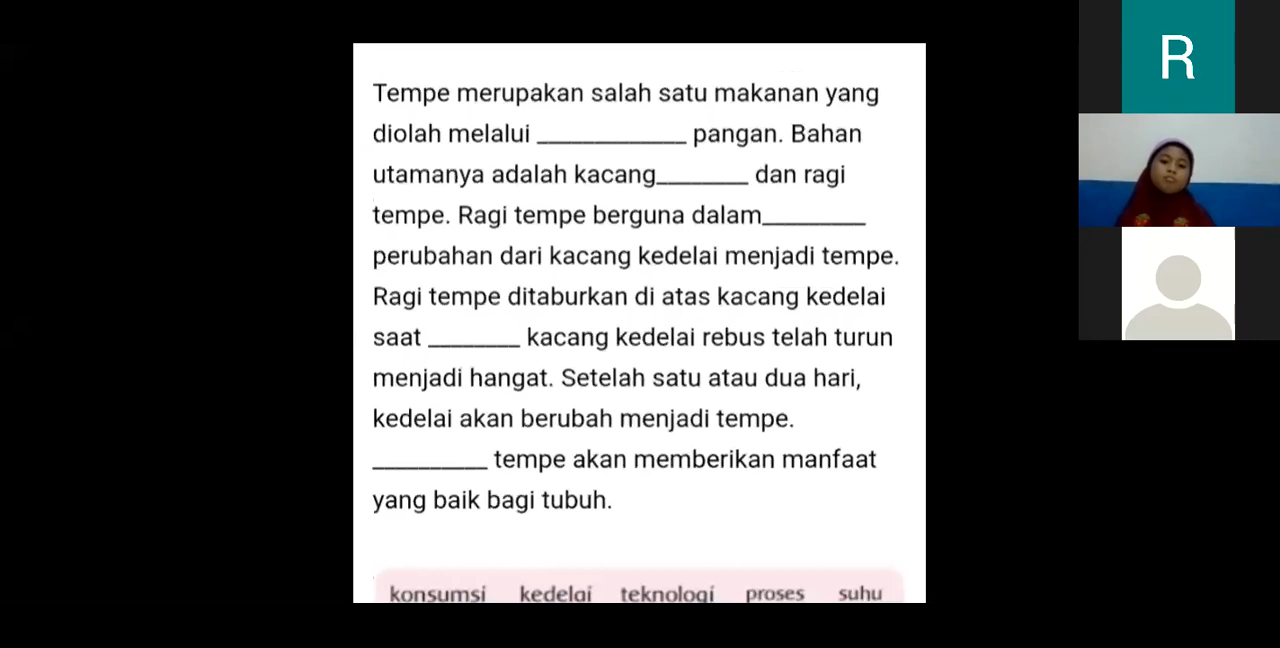 Tempe merupakan salah satu makanan yang
diolah melalui _____________ pangan. Bahan
utamanya adalah kacang________ dan ragi
tempe. Ragi tempe berguna dalam_________
perubahan dari kacang kedelai menjadi tempe.
Ragi tempe ditaburkan di atas kacang kedelai
saat ________ kacang kedelai rebus telah turun
menjadi hangat. Setelah satu atau dua hari,
kedelai akan berubah menjadi tempe.
__________ tempe akan memberikan manfaat
yang baik bagi tubuh.
konsumsi kedelai teknologi proses suhu
R